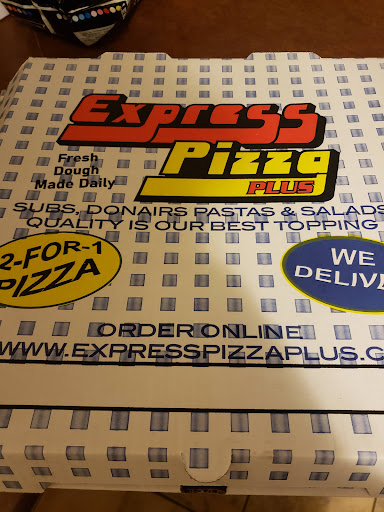 Express
Pizza
PLUS
Fresh
Dough
Made Daily
SUBS, DONAIRS PASTAS & SALADS
QUALITY IS OUR BEST TOPPING
2-FOR-1
PIZZA
WE
DELIVE
ORDER ONLINE
WWW.EXPRESSPIZZAPLUS.C